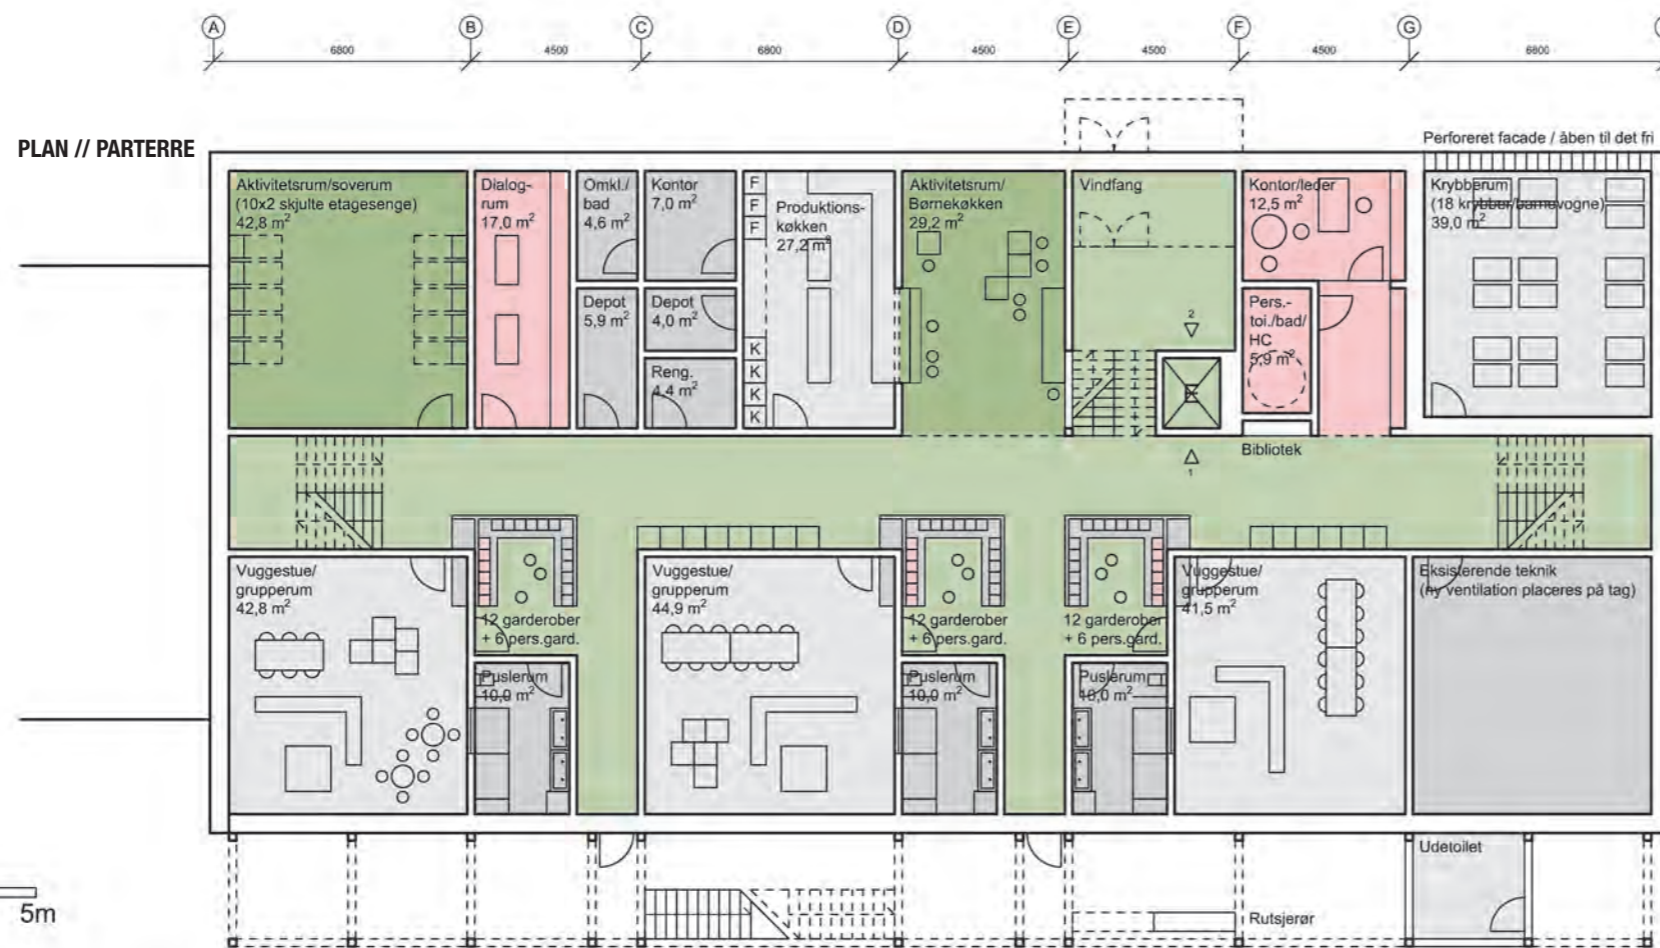 A B C D E F G
6800 4500 6800 4500 4500 4500 6800
PLAN // PARTERRE
Perforeret facade / åben til det fri
Aktivitetsrum/soverum
(10x2 skjulte etagesenge)
42,8 m²
Dialog-
rum
17,0 m²
Omkl./
bad
4,6 m²
Kontor
7,0 m²
F
F
F
Produktions-
køkken
27,2 m²
Aktivitetsrum/
Børnekøkken
29,2 m²
Vindfang
Kontor/leder
12,5 m²
Krybberum
(18 krybber/barnevogne)
39,0 m²
Depot
5,9 m²
Depot
4,0 m²
Reng.
4,4 m²
K
K
K
K
2
Pers.-
toi./bad/
HC
5,9 m²
E
1
Bibliotek
Vuggestue/
grupperum
42,8 m²
12 garderober
+ 6 pers.gard.
Puslerum
10,0 m²
Vuggestue/
grupperum
44,9 m²
12 garderober
+ 6 pers.gard.
Puslerum
10,0 m²
12 garderober
+ 6 pers.gard.
Puslerum
10,0 m²
Vuggestue/
grupperum
41,5 m²
Eksisterende teknik
(ny ventilation placeres på tag)
Udetoilet
Rutsjerør
5m